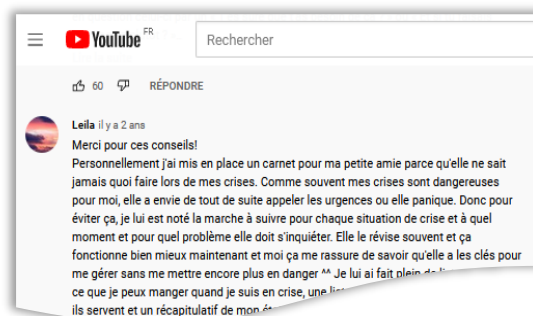 YouTube FR
Rechercher
60 RÉPONDRE
Leila il y a 2 ans
Merci pour ces conseils!
Personnellement j'ai mis en place un carnet pour ma petite amie parce qu'elle ne sait
jamais quoi faire lors de mes crises. Comme souvent mes crises sont dangereuses
pour moi, elle a envie de tout de suite appeler les urgences ou elle panique. Donc pour
éviter ça, je lui est noté la marche à suivre pour chaque situation de crise et à quel
moment et pour quel problème elle doit s'inquiéter. Elle le révise souvent et ça
fonctionne bien mieux maintenant et moi ça me rassure de savoir qu'elle a les clés pour
me gérer sans me mettre encore plus en danger ^^ Je lui ai fait plein de
ce que je peux manger quand je suis en crise, une
ils servent et un récapitulatif de mon